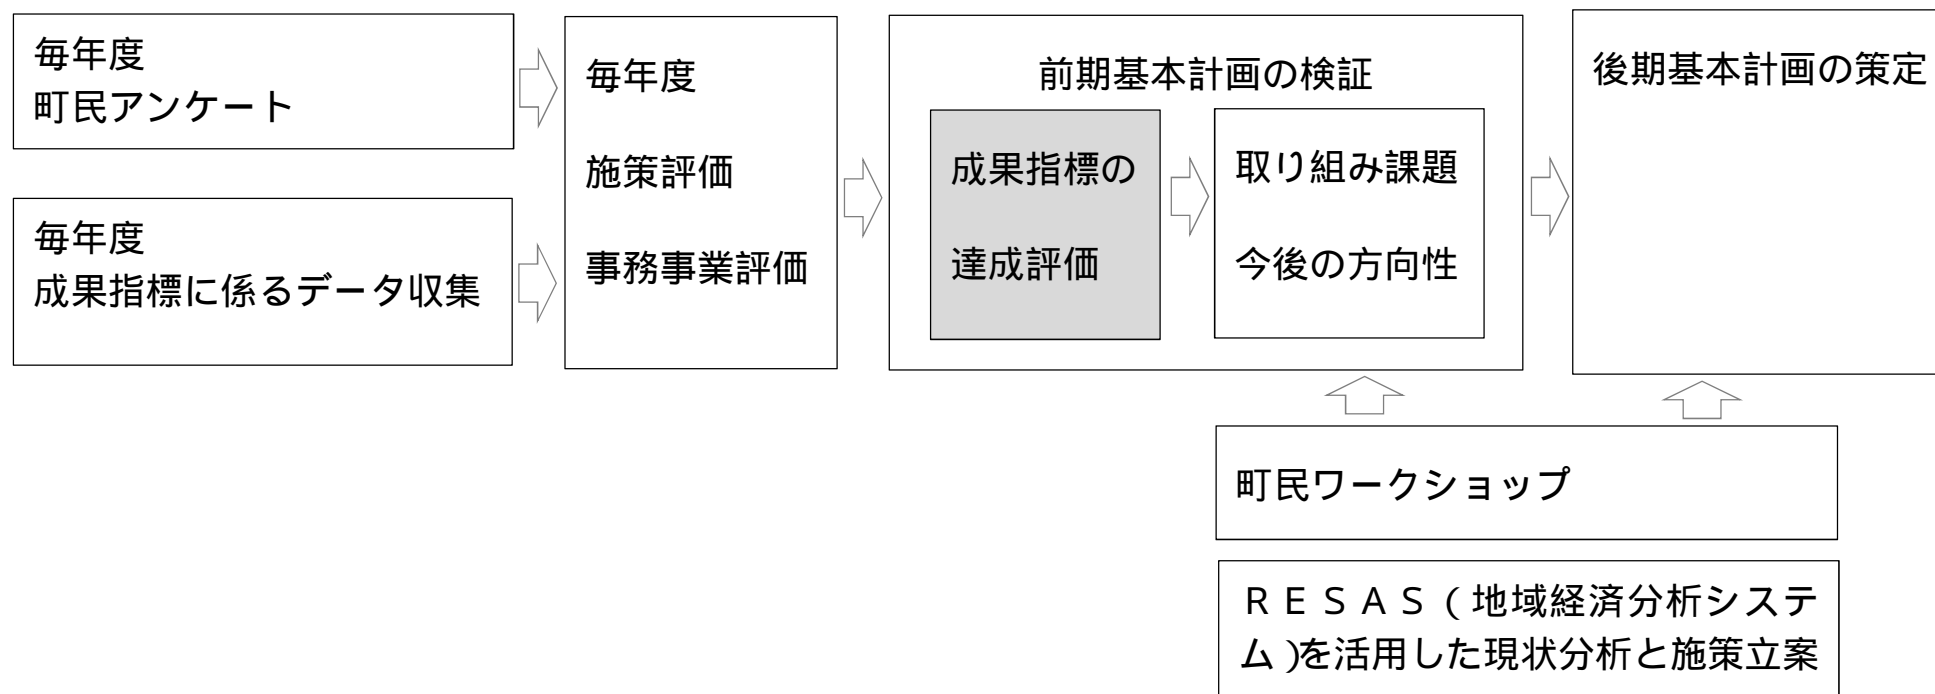 毎年度
町民アンケート
毎年度
成果指標に係るデータ収集
毎年度
施策評価
事務事業評価
前期基本計画の検証
成果指標の
達成評価
取り組み課題
今後の方向性
後期基本計画の策定
町民ワークショップ
ＲＥＳＡＳ（地域経済分析システ
ム）を活用した現状分析と施策立案